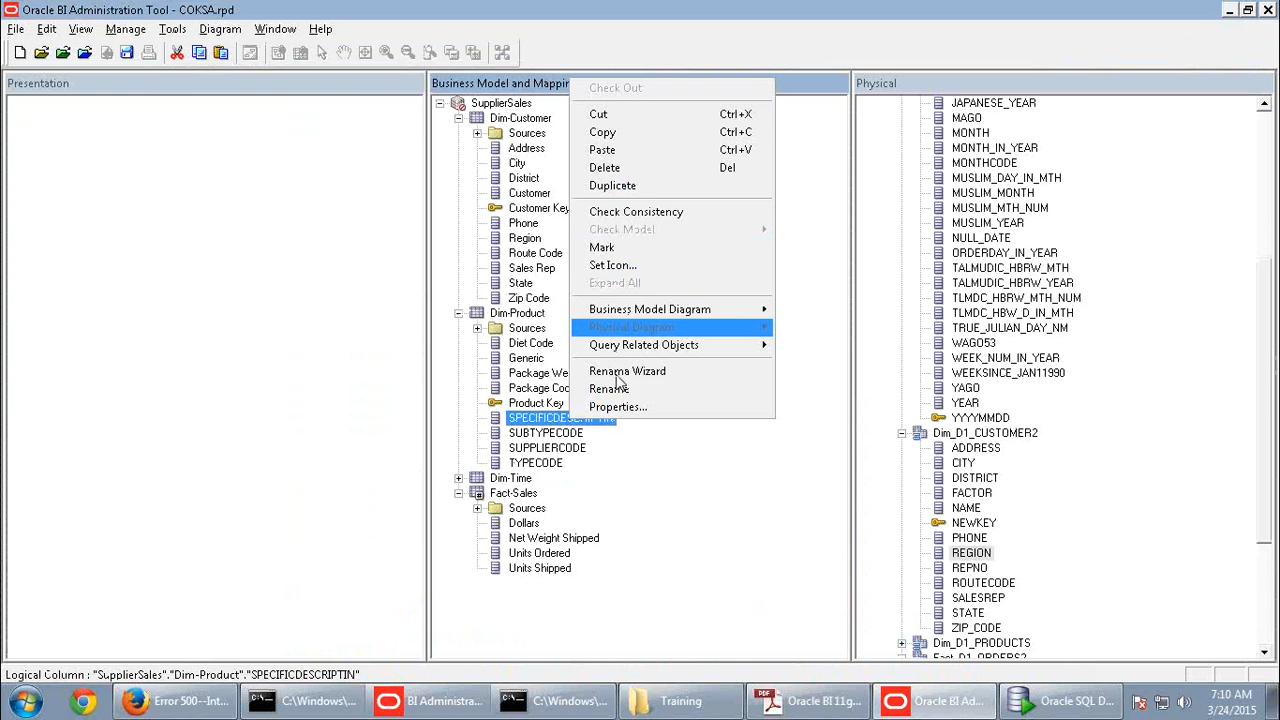 Oracle BI Administration Tool - COKSA.rpd
File Edit View Manage Tools Diagram Window Help
Presentation
Business Model and Mappin
SupplierSales
Dim-Customer
Sources
Address
City
District
Customer
Customer Key
Phone
Region
Route Code
Sales Rep
State
Zip Code
Dim-Product
Sources
Diet Code
Generic
Package We
Package Cod
Product Key
SPECIFICDESCRIPTIN
SUBTYPECODE
SUPPLIERCODE
TYPECODE
Dim-Time
Fact-Sales
Sources
Dollars
Net Weight Shipped
Units Ordered
Units Shipped
Check Out
Cut Ctrl+X
Copy Ctrl+C
Paste Ctrl+V
Delete Del
Duplicate
Check Consistency
Check Model
Mark
Set Icon...
Expand All
Business Model Diagram
Physical Diagram
Query Related Objects
Rename Wizard
Rename
Properties...
Physical
JAPANESE_YEAR
MAGO
MONTH
MONTH_IN_YEAR
MONTHCODE
MUSLIM_DAY_IN_MTH
MUSLIM_MONTH
MUSLIM_MTH_NUM
MUSLIM_YEAR
NULL_DATE
ORDERDAY_IN_YEAR
TALMUDIC_HBRW_MTH
TLMDC_HBRW_MTH_NUM
TLMDC_HBW_D_IN_MTH
TRUE_JULIAN_DAY_NM
WAGO53
WEEK_NUM_IN_YEAR
WEEKSINCE_JAN11990
YAGO
YEAR
YYYYMMDD
Dim_D1_CUSTOMER2
ADDRESS
CITY
DISTRICT
FACTOR
NAME
NEWKEY
PHONE
REGION
REPNO
ROUTECODE
SALESREP
STATE
ZIP_CODE
Dim_D1_PRODUCTS
Fact_D1_ORDERS2
Logical Column : "SupplierSales"."Dim-Product"."SPECIFICDESCRIPTIN"
Error 500--Int... C:\Windows\... BI Administrat... C:\Windows\... Training Oracle BI 11g... Oracle BI Ad... Oracle SQL D...
7:10 AM
3/24/2015